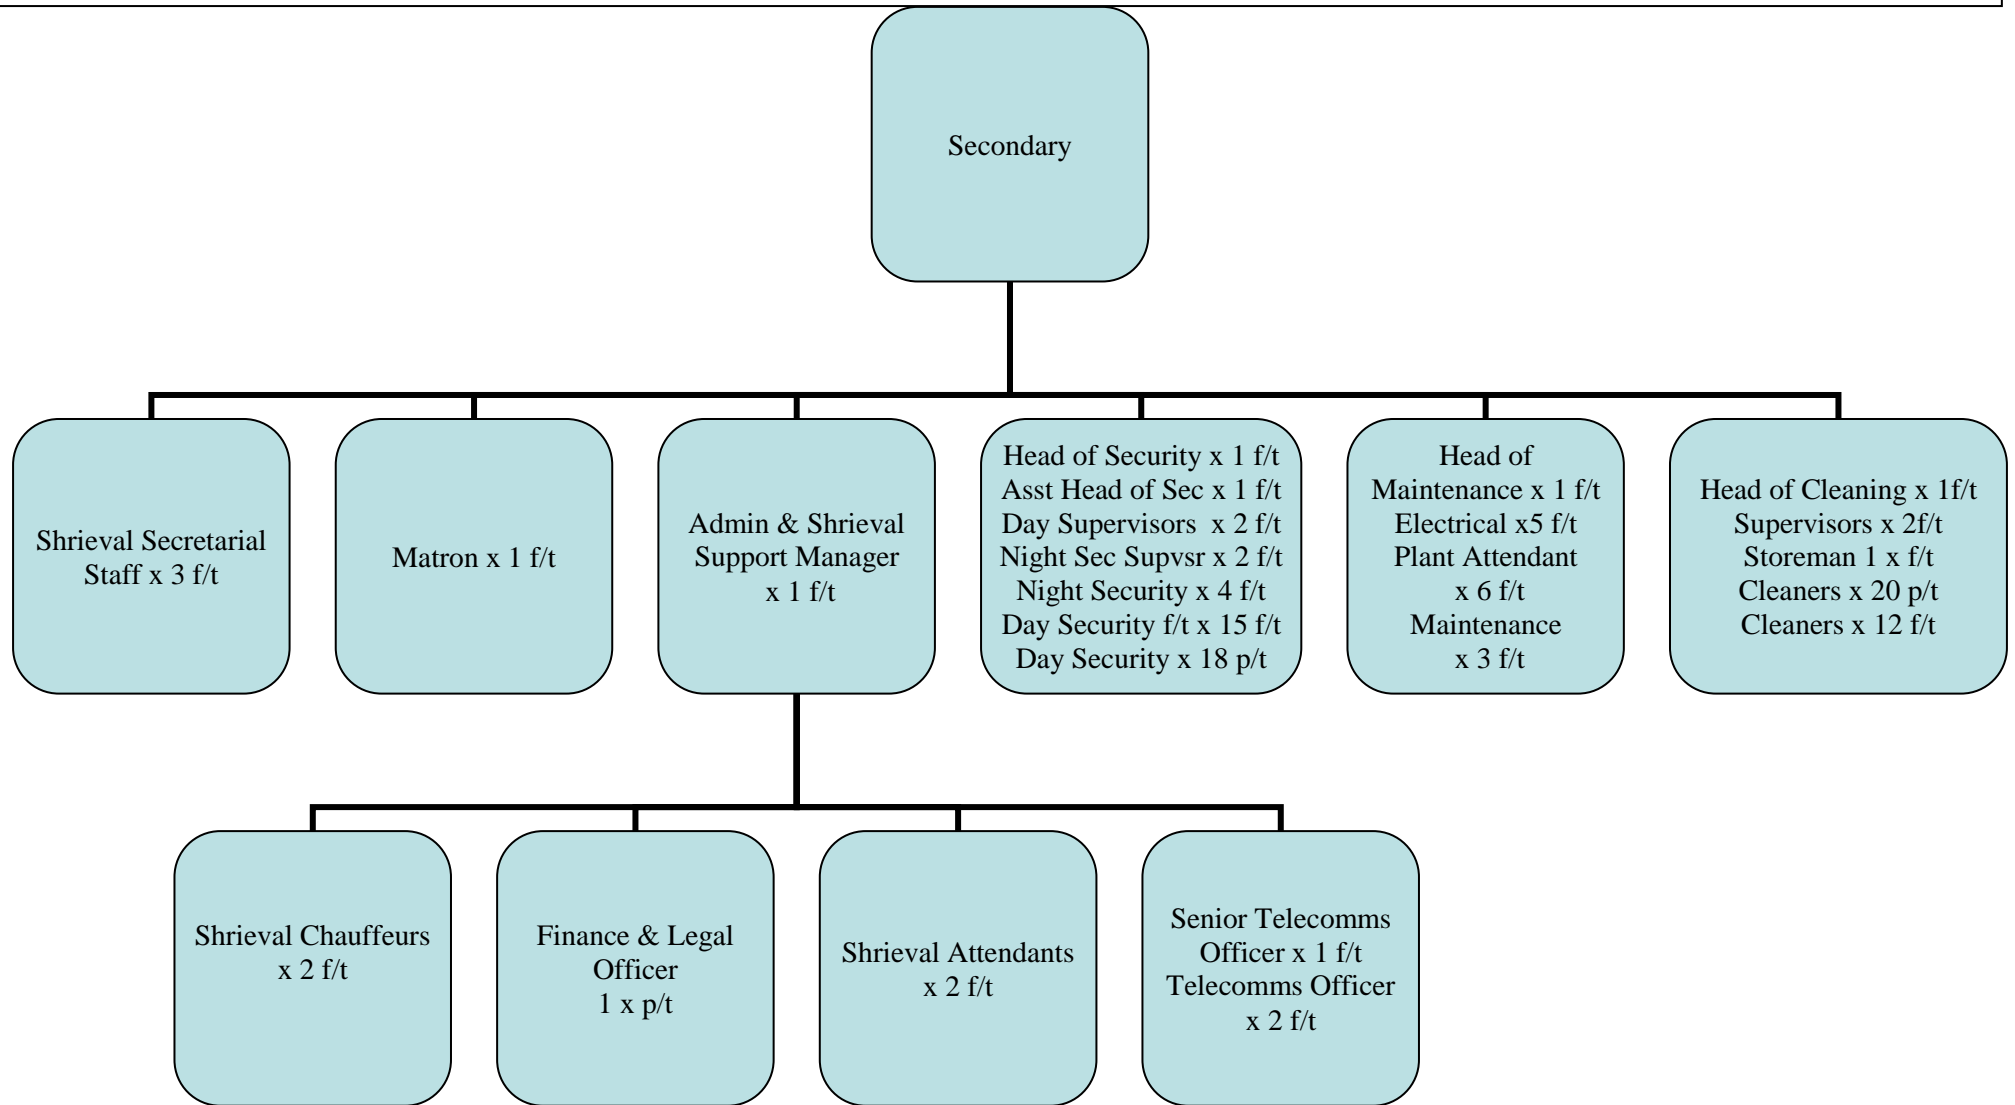 Secondary
Shrieval Secretarial
Staff x 3 f/t
Matron x 1 f/t
Admin & Shrieval
Support Manager
x 1 f/t
Head of Security x 1 f/t
Asst Head of Sec x 1 f/t
Day Supervisors x 2 f/t
Night Sec Supvsr x 2 f/t
Night Security x 4 f/t
Day Security f/t x 15 f/t
Day Security x 18 p/t
Head of
Maintenance x 1 f/t
Electrical x5 f/t
Plant Attendant
x 6 f/t
Maintenance
x 3 f/t
Head of Cleaning x 1f/t
Supervisors x 2f/t
Storeman 1 x f/t
Cleaners x 20 p/t
Cleaners x 12 f/t
Shrieval Chauffeurs
x 2 f/t
Finance & Legal
Officer
1 x p/t
Shrieval Attendants
x 2 f/t
Senior Telecomms
Officer x 1 f/t
Telecomms Officer
x 2 f/t